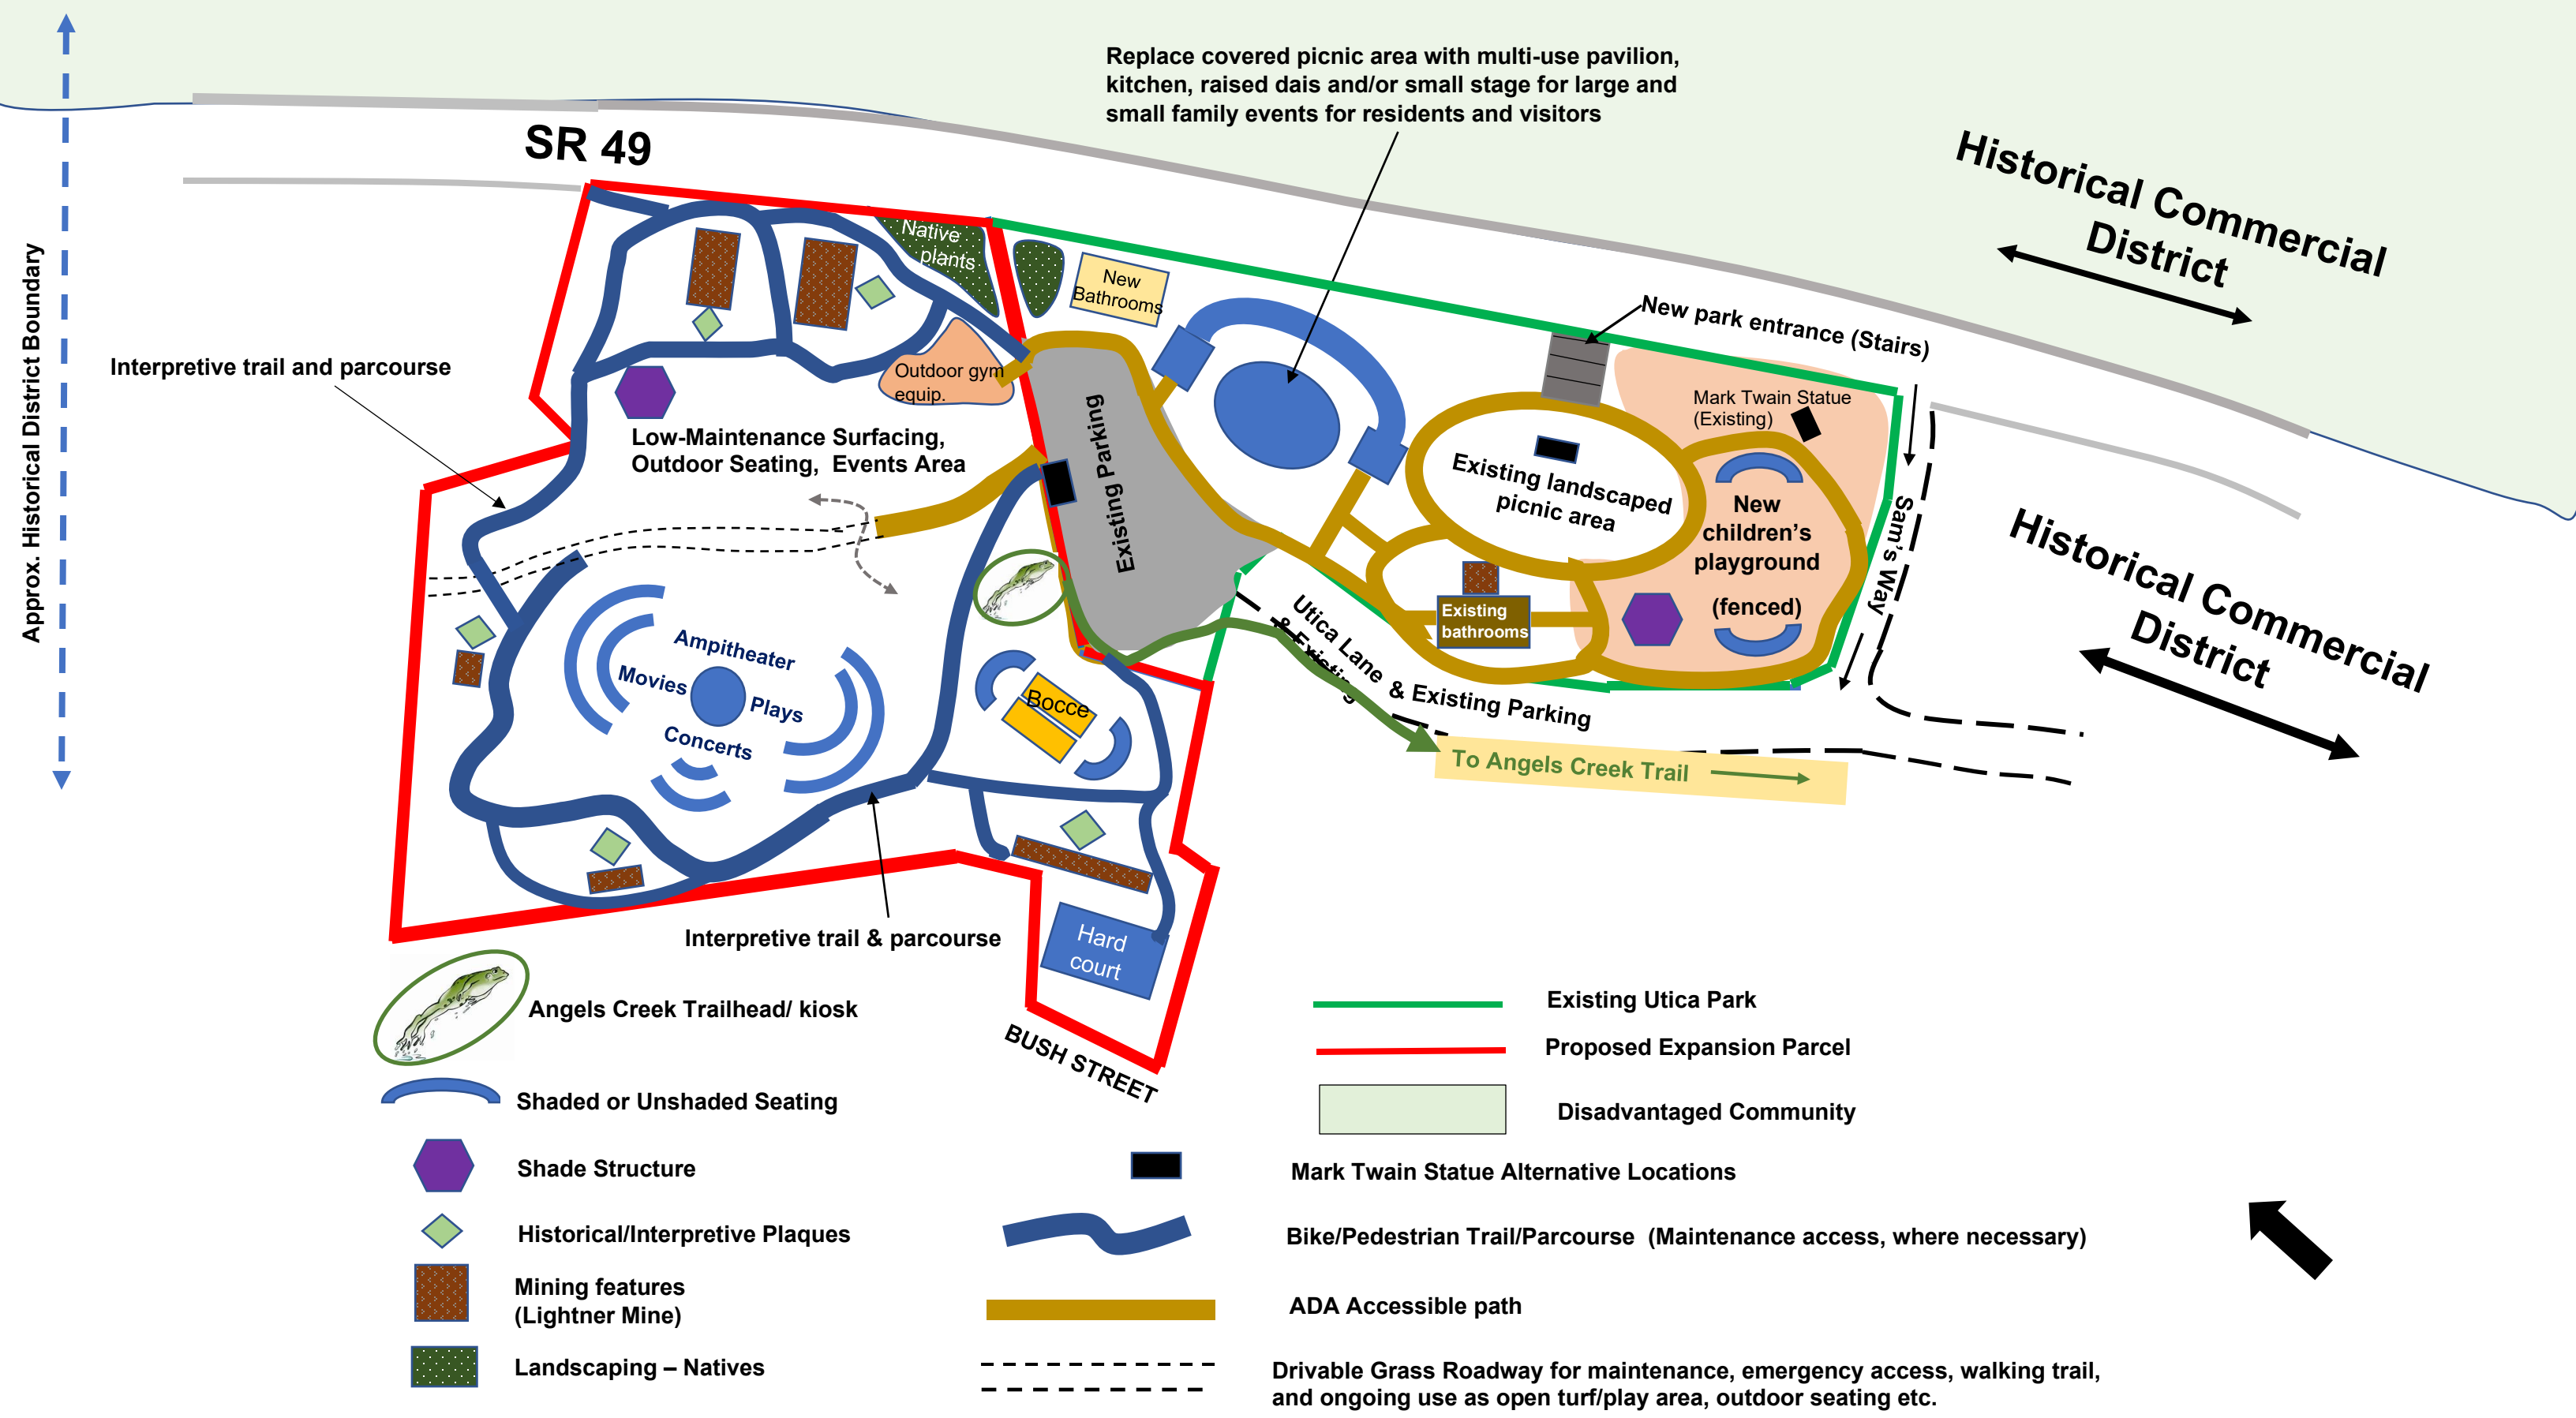 Replace covered picnic area with multi-use pavilion,
kitchen, raised dais and/or small stage for large and
small family events for residents and visitors
SR 49
Historical Commercial
District
Approx. Historical District Boundary
Native
plants
New
Bathrooms
New park entrance (Stairs)
Interpretive trail and parcourse
Outdoor gym
equip.
Mark Twain Statue
(Existing)
Low-Maintenance Surfacing,
Outdoor Seating,  Events Area
Existing Parking
Existing landscaped
picnic area
New
children's
playground
(fenced)
Sam's Way
Historical Commercial
District
Existing
bathrooms
Utica Lane
& Existing
& Existing Parking
Ampitheater
Movies
Plays
Concerts
Bocce
To Angels Creek Trail
Interpretive trail & parcourse
Hard
court
BUSH STREET
Angels Creek Trailhead/ kiosk
Shaded or Unshaded Seating
Shade Structure
Historical/Interpretive Plaques
Mining features
(Lightner Mine)
Landscaping – Natives
Existing Utica Park
Proposed Expansion Parcel
Disadvantaged Community
Mark Twain Statue Alternative Locations
Bike/Pedestrian Trail/Parcourse  (Maintenance access, where necessary)
ADA Accessible path
Drivable Grass Roadway for maintenance, emergency access, walking trail,
and ongoing use as open turf/play area, outdoor seating etc.